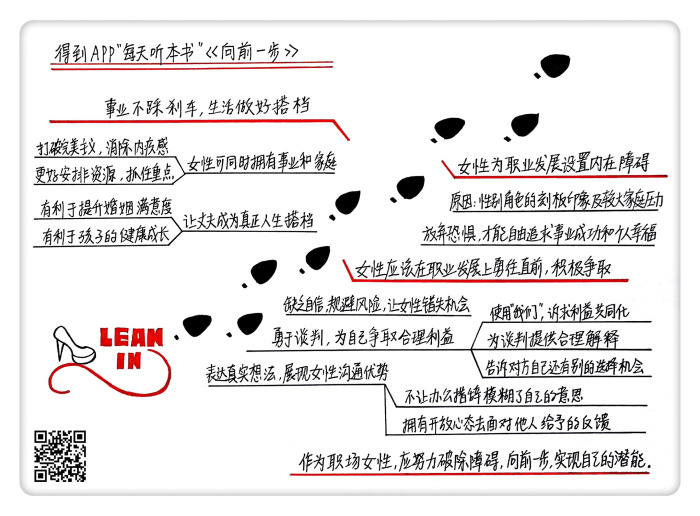 得到APP"每天听本书"《向前一步》
事业不踩刹车,生活做好搭档
打破完美主义,消除内疚感
更好安排资源,抓住重点
女性可同时拥有事业和家庭
有利于提升婚姻满意度
有利于孩子的健康成长
让丈夫成为真正人生搭档
女性为职业发展设置内在障碍
原因:性别角色的刻板印象及较大家庭压力
放弃恐惧,才能自由追求事业成功和个人幸福
女性应该在职业发展上勇往直前,积极争取
缺乏自信,规避风险,让女性错失机会
勇于谈判,为自己争取合理利益
使用"我们",诉求利益共同化
为谈判提供合理解释
告诉对方自己还有别的选择机会
表达真实想法,展现女性沟通优势
不让办公措辞模糊了自己的意思
拥有开放心态去面对他人给予的反馈
LEAN
IN
作为职场女性,应努力破除障碍,向前一步,实现自己的潜能.